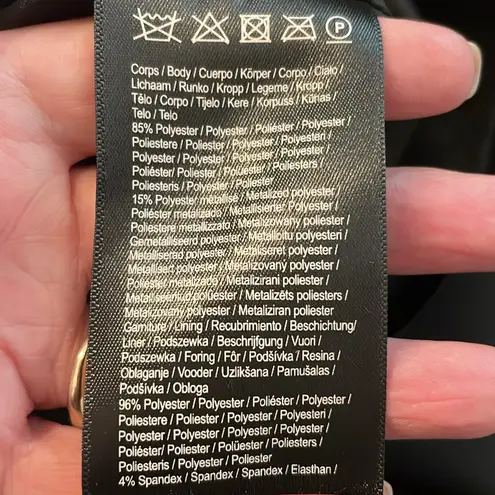 P
Corps / Body / Cuerpo / Körper / Corpo / Ciało /
Lichaam / Runko / Kropp / Legeme / Kropp /
Tělo / Corpo / Tijelo / Kere / Korpuss / Kūnas /
Telo / Telo
85% Polyester / Polyester / Poliéster / Polyester /
Poliestere / Poliester / Polyester / Polyesteri /
Polyester / Polyester / Polyester / Polyester /
Poliéster / Poliester / Polüester / Poliesters /
Poliesteris / Polyester / Poliester
15% Polyester métallisé / Metalized polyester /
Poliéster metalizado / Metallisierter Polyester /
Poliestere metallizzato / Metalizowany poliester /
Gemetalliseerd polyester / Metalloitu polyesteri /
Metalliserad polyester / Metaliseret polyester /
Metallisert polyester / Metalizovaný polyester /
Poliéster metalizado / Metalizirani poliester /
Metalliseeritud polüester / Metalizēts poliesters /
Metalizovaný polyester / Metaliziran poliester
Garniture / Lining / Recubrimiento / Beschichtung/
Liner / Podszewka / Beschrijfging / Vuori /
Podszewka / Foring / Fôr / Podšívka / Resina /
Oblaganje / Vooder / Uzlikšana / Pamušalas /
Podšívka / Obloga
96% Polyester / Polyester / Poliéster / Polyester /
Poliestere / Poliester / Polyester / Polyesteri /
Polyester / Polyester / Polyester / Polyester /
Poliéster / Poliester / Polüester / Poliesters /
Poliesteris / Polyester / Poliester
4% Spandex / Spandex / Spandex / Elasthan /